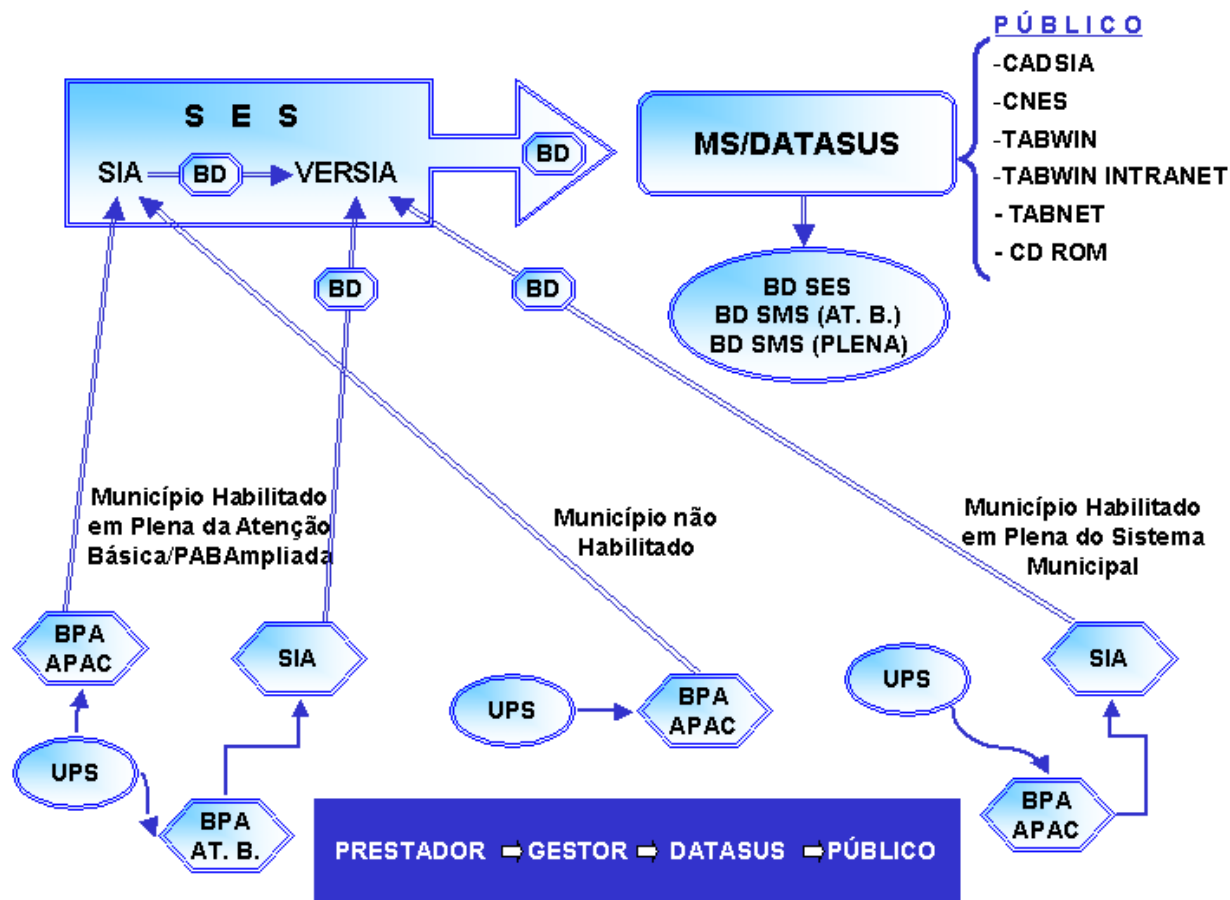 P Ú B L I C O
-CADSIA
-CNES
-TABWIN
-TABWIN INTRANET
- TABNET
- CD ROM
S E S
SIA
BD
VERSIA
BD
MS/DATASUS
BD
BD
BD SES
BD SMS (AT. B.)
BD SMS (PLENA)
Município Habilitado
em Plena da Atenção
Básica/PABAmpliada
Município não
Habilitado
Município Habilitado
em Plena do Sistema
Municipal
BPA
APAC
SIA
UPS
BPA
AT. B.
UPS
BPA
APAC
UPS
SIA
BPA
APAC
PRESTADOR ⇨ GESTOR ⇨ DATASUS ⇨ PÚBLICO